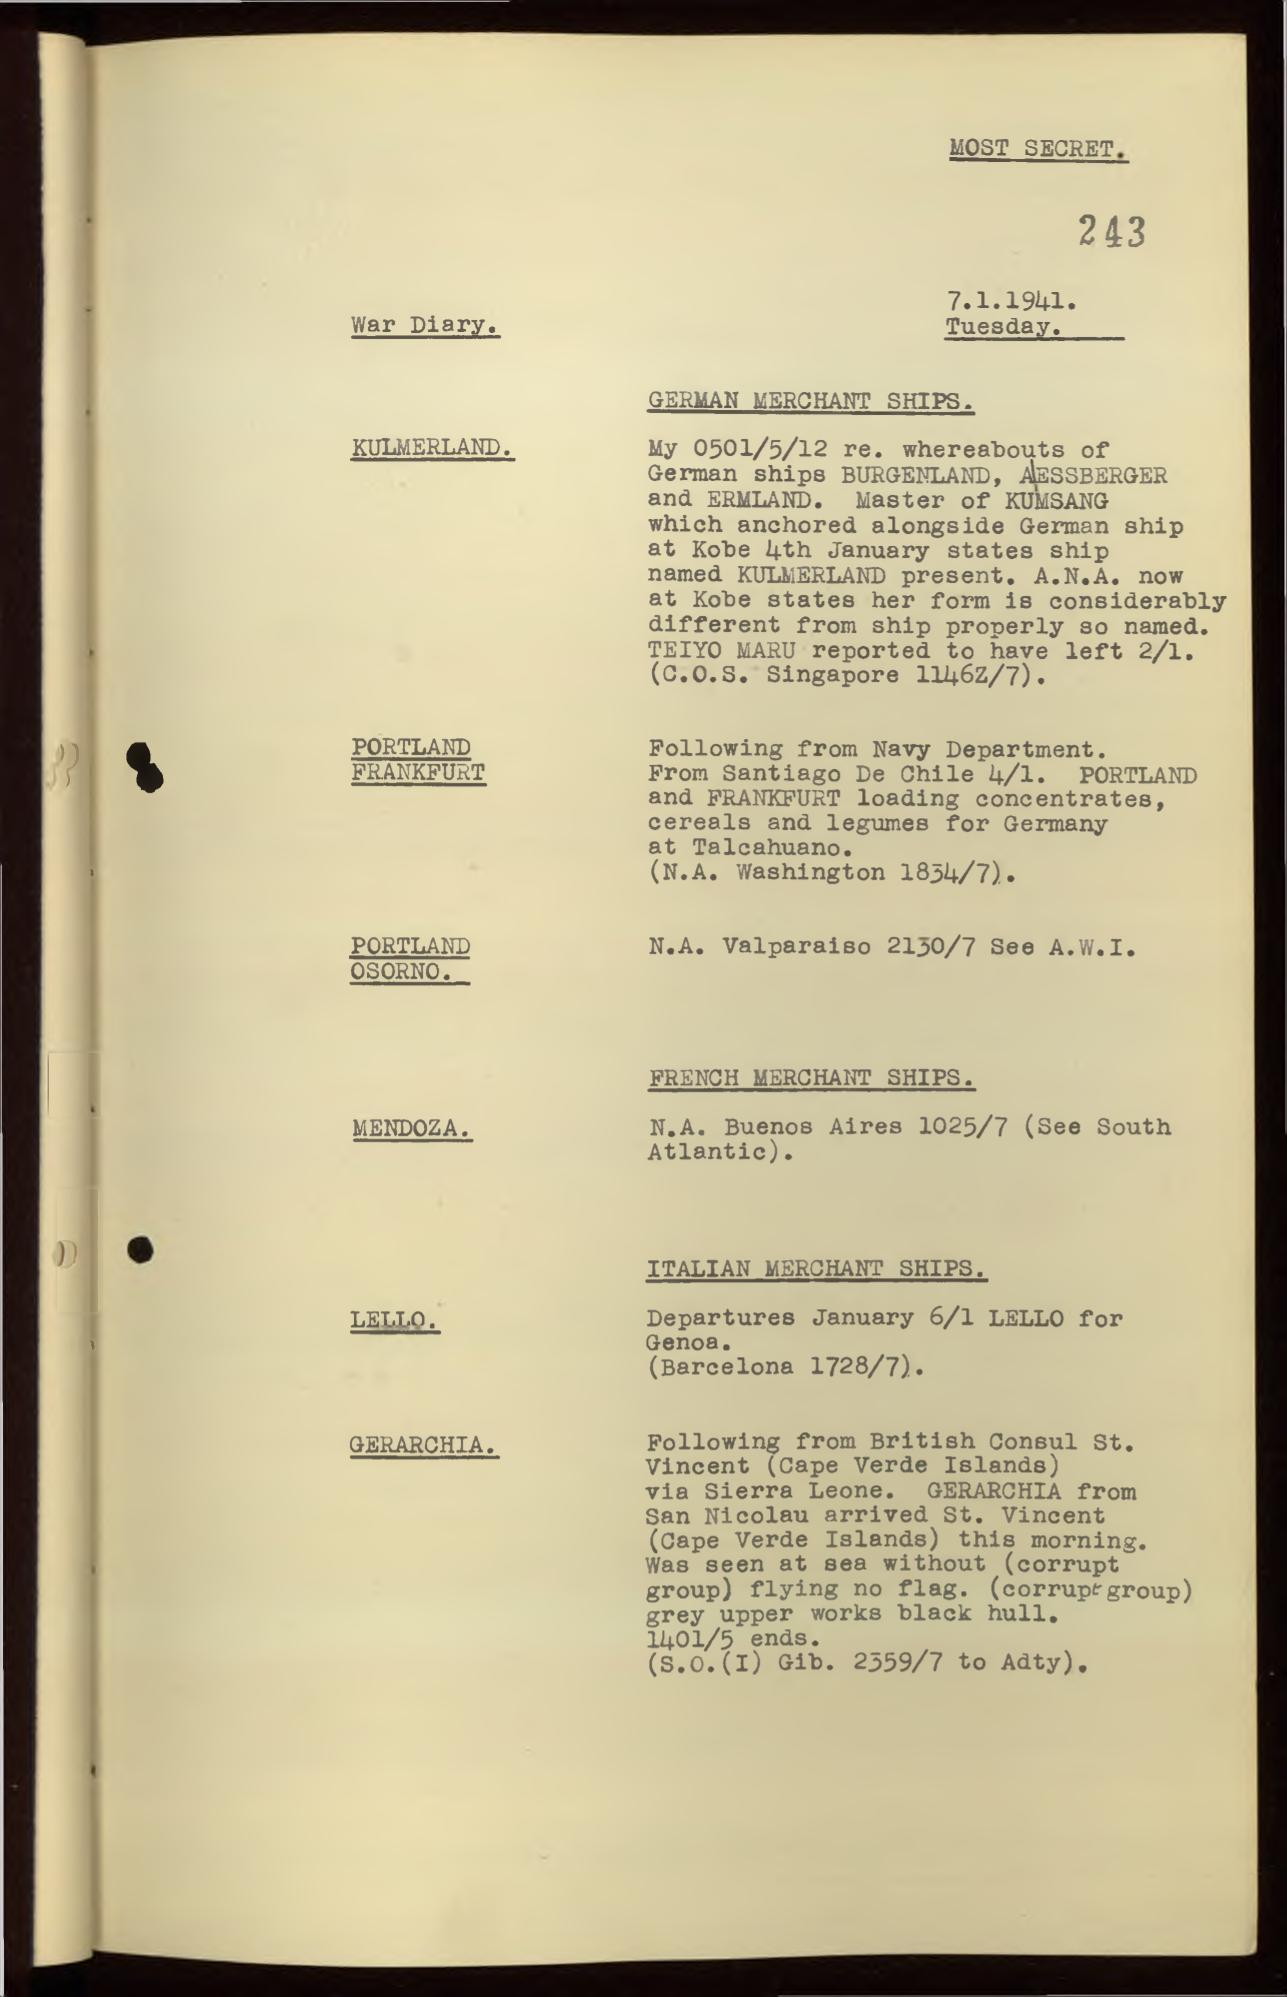 MOST SECRET.
243
7.1.1941.
War Diary.
Tuesday.
GERMAN MERCHANT SHIPS.
KULMERLAND.
My 0501/5/12 re. whereabouts of
German ships BURGENLAND, AESSBERGER
and ERMLAND. Master of KUMSANG
which anchored alongside German ship
at Kobe 4th January states ship
named KULMERLAND present. A.N.A. now
at Kobe states her form is considerably
different from ship properly so named.
TEIYO MARU reported to have left 2/1.
(C.O.S. Singapore 1146Z/7).
PORTLAND
FRANKFURT
Following from Navy Department.
From Santiago De Chile 4/1. PORTLAND
and FRANKFURT loading concentrates,
cereals and legumes for Germany
at Talcahuano.
(N.A. Washington 1834/7).
PORTLAND
OSORNO.
N.A. Valparaiso 2130/7 See A.W.I.
FRENCH MERCHANT SHIPS.
MENDOZA.
N.A. Buenos Aires 1025/7 (See South
Atlantic).
ITALIAN MERCHANT SHIPS.
LELLO.
Departures January 6/1 LELLO for
Genoa.
(Barcelona 1728/7).
GERARCHIA.
Following from British Consul St.
Vincent (Cape Verde Islands)
via Sierra Leone. GERARCHIA from
San Nicolau arrived St. Vincent
(Cape Verde Islands) this morning.
Was seen at sea without (corrupt
group) flying no flag. (corrupt group)
grey upper works black hull.
1401/5 ends.
(S.O.(I) Gib. 2359/7 to Adty).